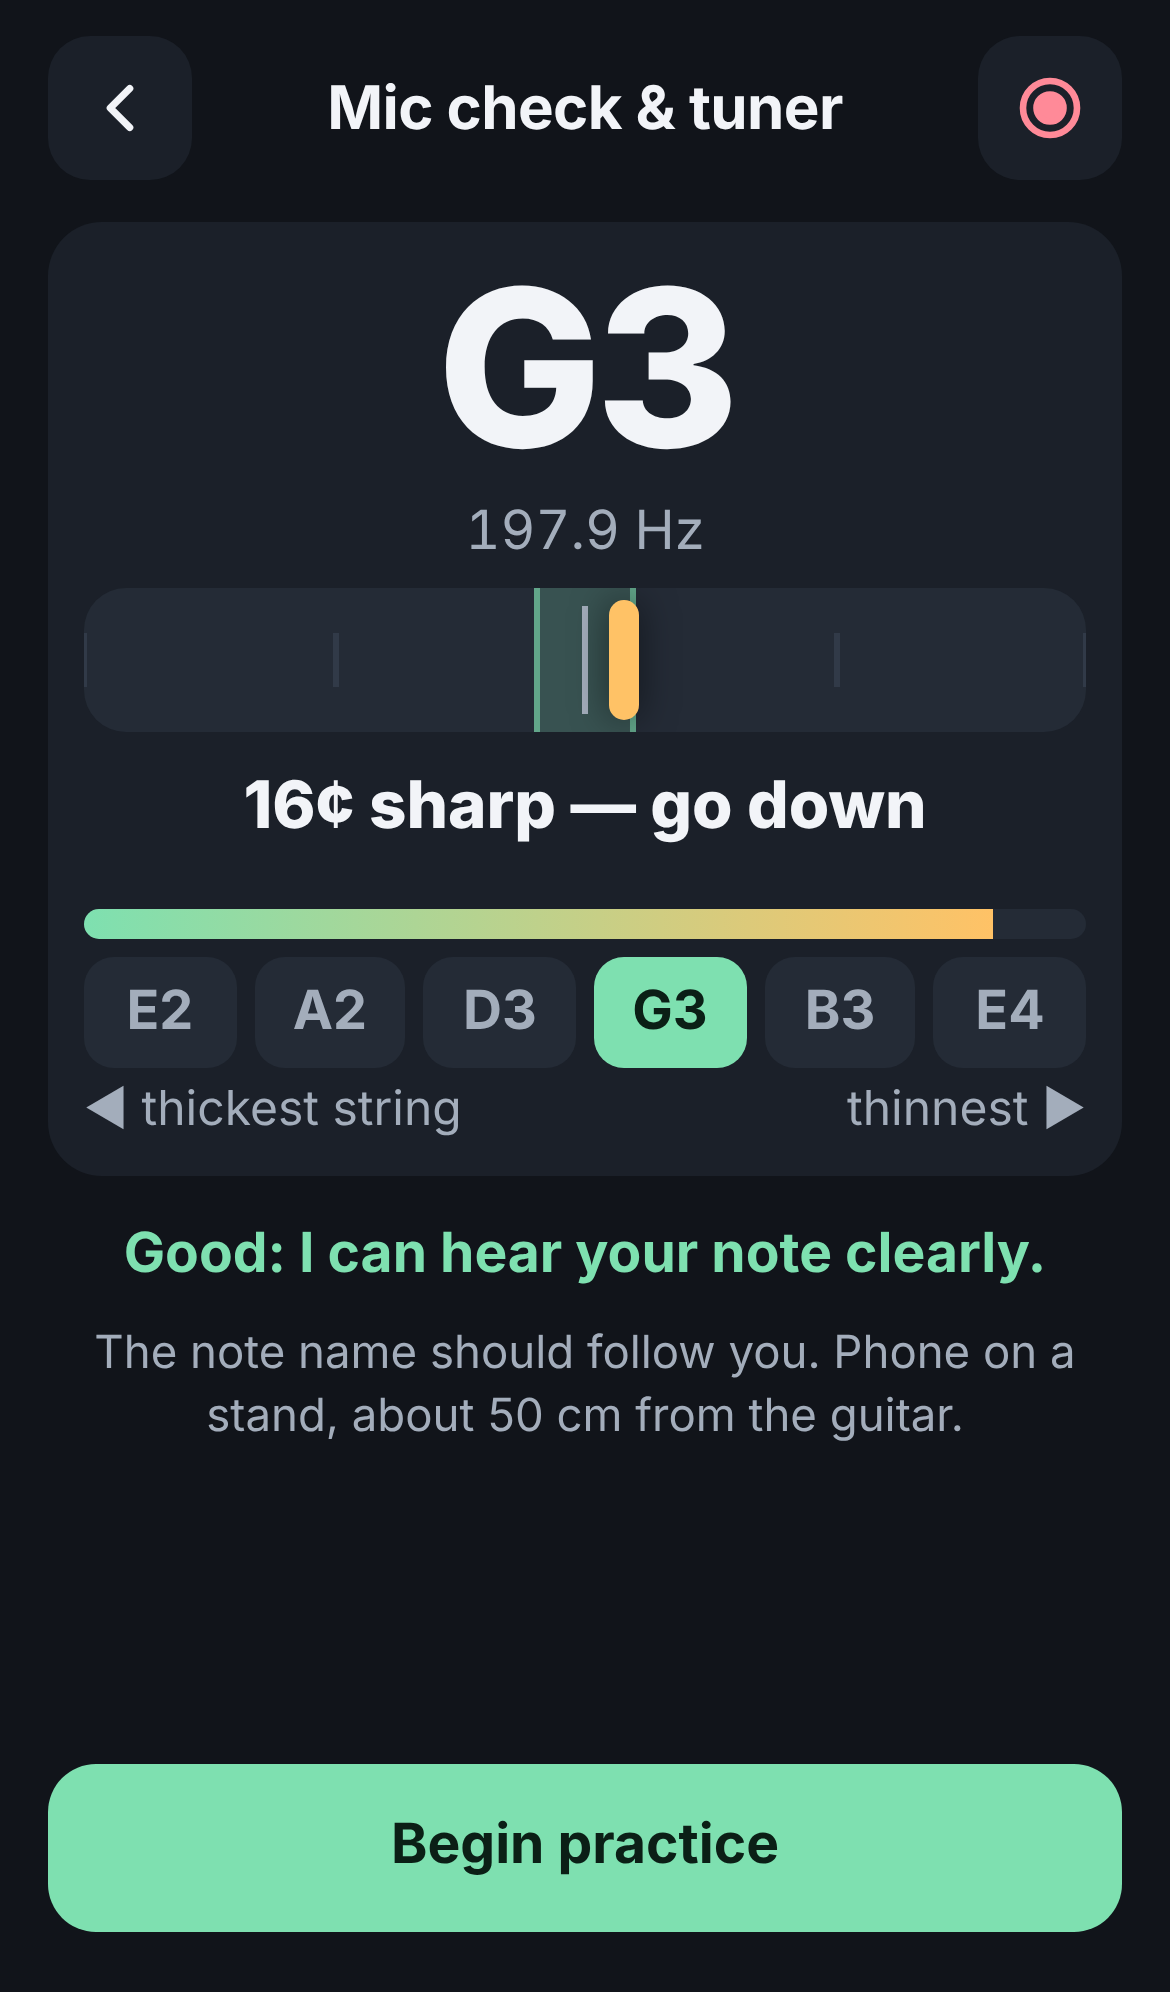 Mic check & tuner
G3
197.9 Hz
16¢ sharp — go down
E2 A2 D3 G3 B3 E4
◀ thickest string thinnest ▶
Good: I can hear your note clearly.
The note name should follow you. Phone on a
stand, about 50 cm from the guitar.
Begin practice